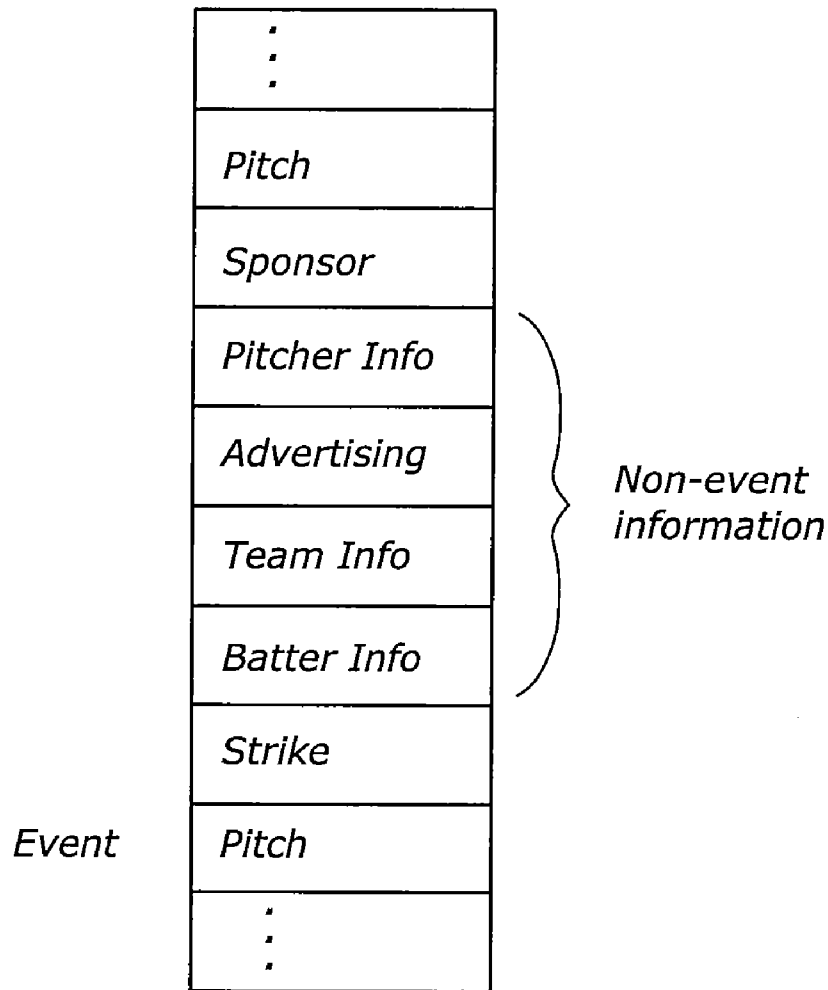 Pitch
Sponsor
Pitcher Info
Advertising
Team Info
Batter Info
Strike
Event
Pitch
Non-event
information